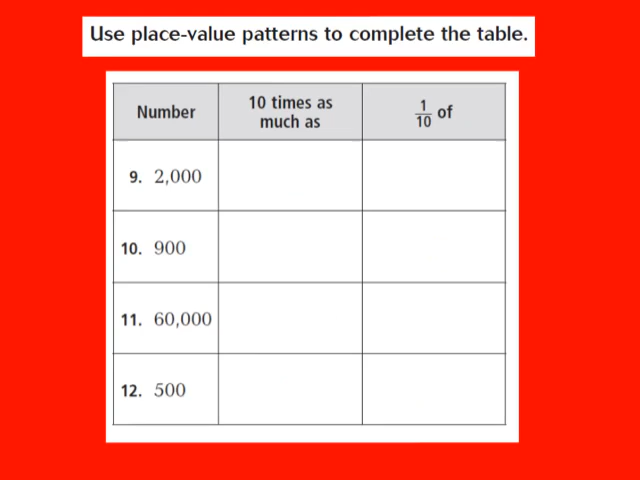 Use place-value patterns to complete the table.
Number
10 times as
much as
1/10 of
9. 2,000
10. 900
11. 60,000
12. 500